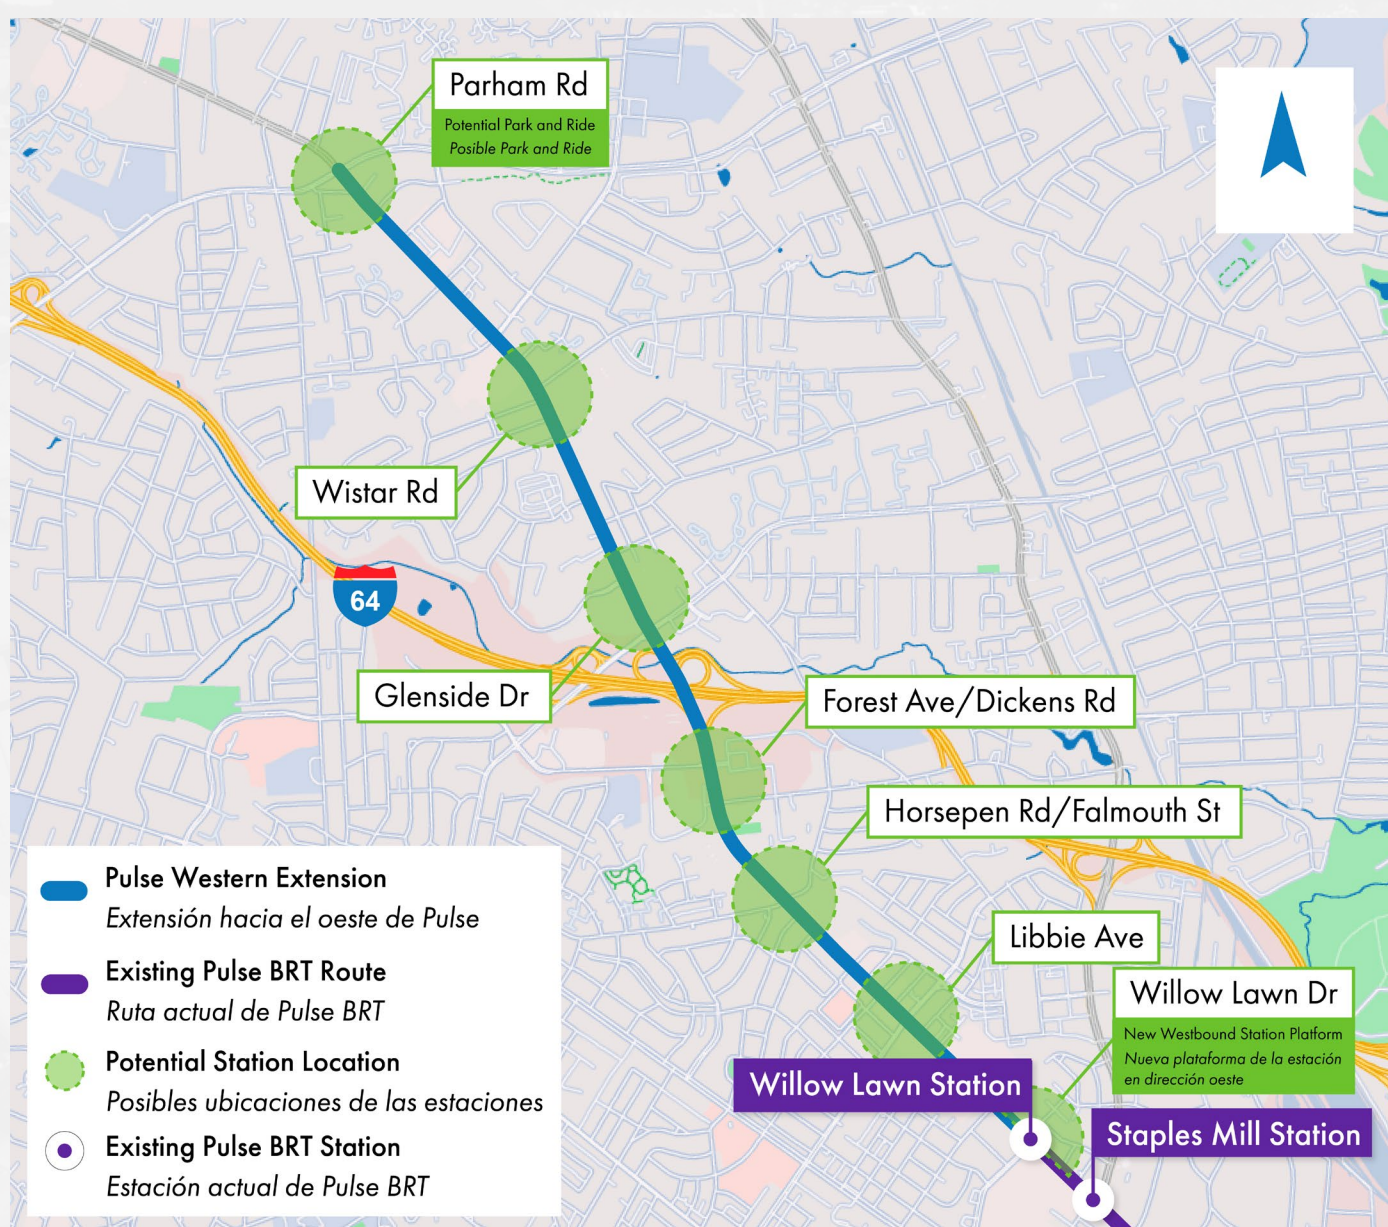 Parham Rd
Potential Park and Ride
Posible Park and Ride
Wistar Rd
64
Glenside Dr
Forest Ave/Dickens Rd
Horsepen Rd/Falmouth St
Libbie Ave
Willow Lawn Dr
New Westbound Station Platform
Nueva plataforma de la estación
en dirección oeste
Willow Lawn Station
Staples Mill Station
Pulse Western Extension
Extensión hacia el oeste de Pulse
Existing Pulse BRT Route
Ruta actual de Pulse BRT
Potential Station Location
Posibles ubicaciones de las estaciones
Existing Pulse BRT Station
Estación actual de Pulse BRT